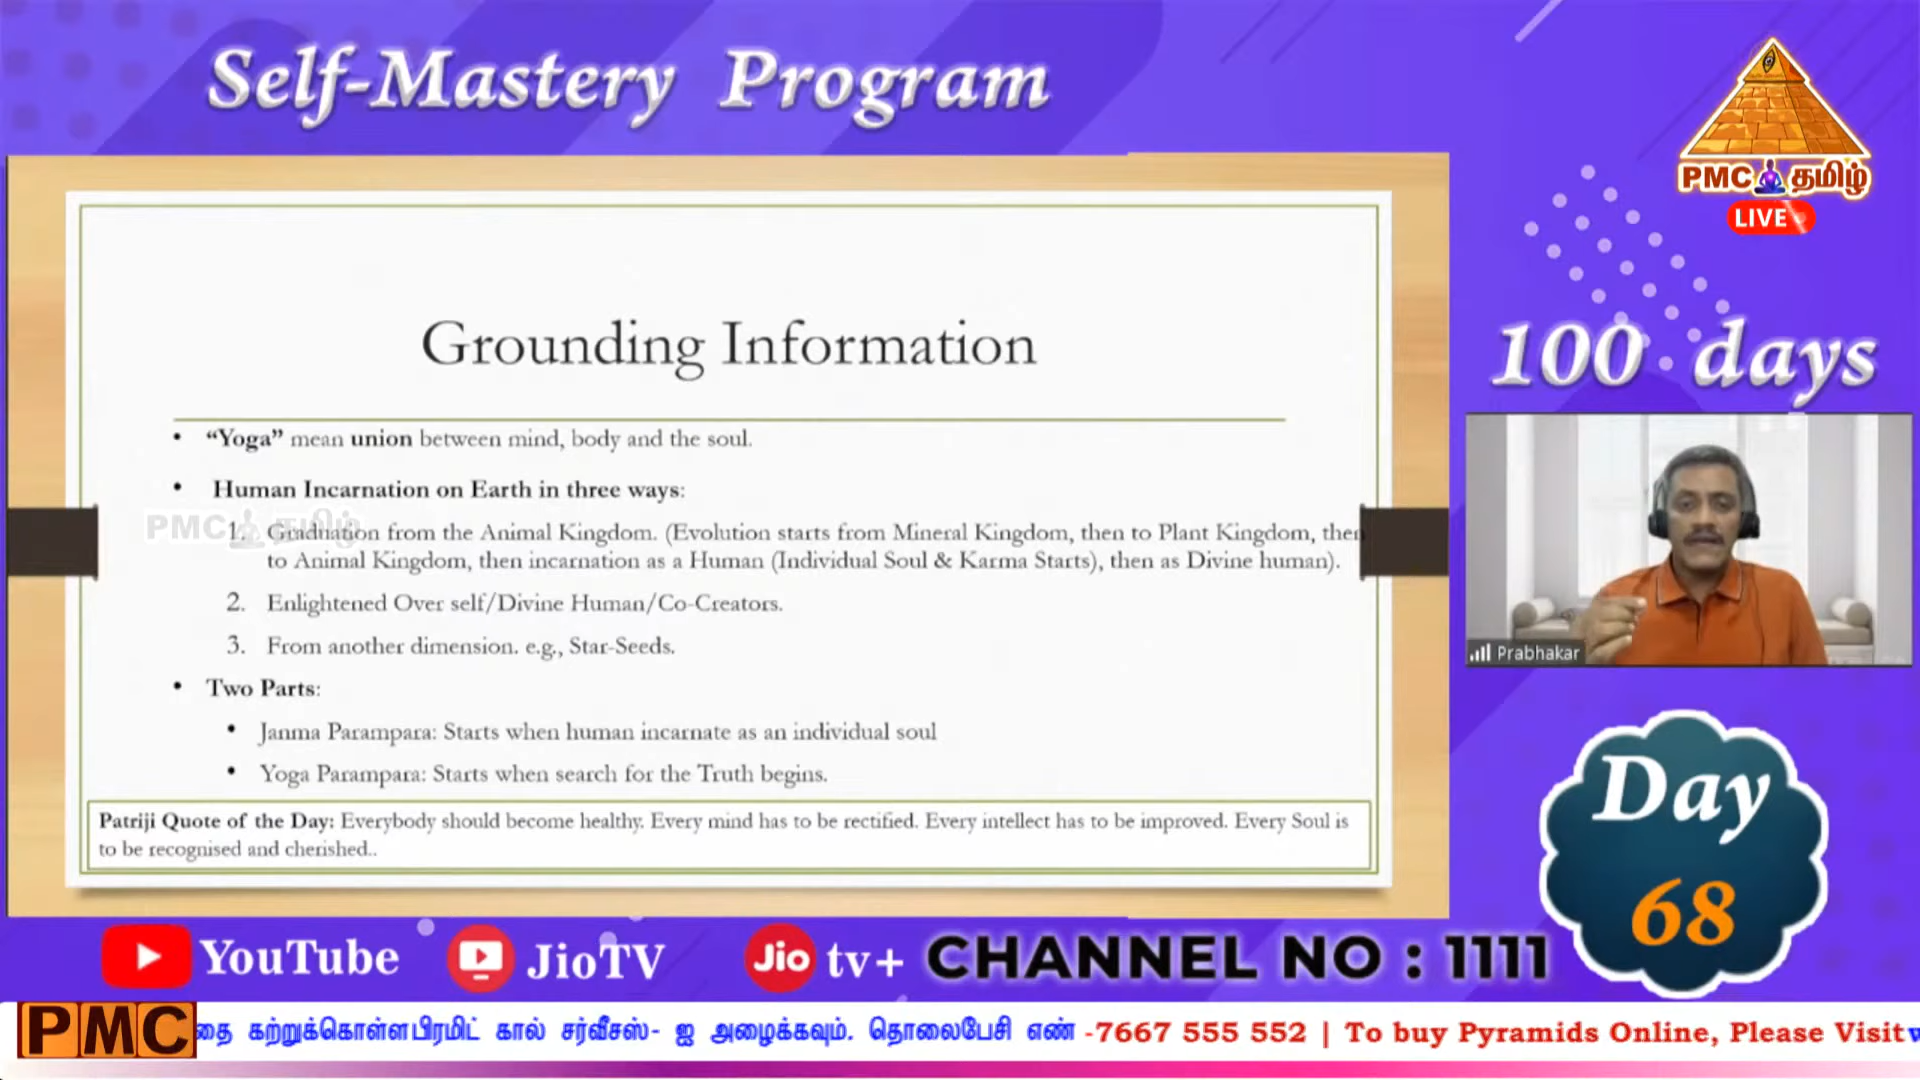 Self-Mastery Program
PMC தமிழ்
LIVE
Grounding Information
• “Yoga” mean union between mind, body and the soul.
• Human Incarnation on Earth in three ways:
1. Graduation from the Animal Kingdom. (Evolution starts from Mineral Kingdom, then to Plant Kingdom, then
to Animal Kingdom, then incarnation as a Human (Individual Soul & Karma Starts), then as Divine human).
2. Enlightened Over self/Divine Human/Co-Creators.
3. From another dimension. e.g., Star-Seeds.
• Two Parts:
• Janma Parampara: Starts when human incarnate as an individual soul
• Yoga Parampara: Starts when search for the Truth begins.
Patriji Quote of the Day: Everybody should become healthy. Every mind has to be rectified. Every intellect has to be improved. Every Soul is
to be recognised and cherished..
PMC தமிழ்
100 days
Prabhakar
Day
68
YouTube JioTV Jio tv+ CHANNEL NO : 1111
PMC தை கற்றுக்கொள்ள பிரமிட் கால் சர்வீசஸ்- ஐ அழைக்கவும். தொலைபேசி எண் -7667 555 552 | To buy Pyramids Online, Please Visit